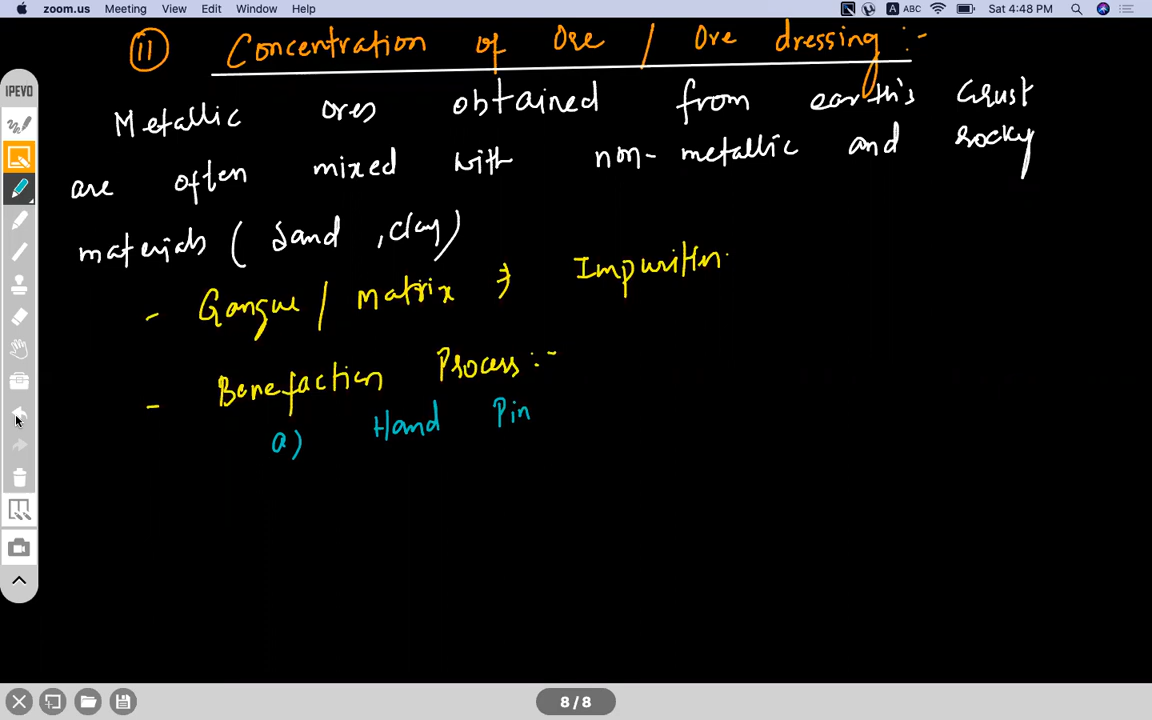 zoom.us Meeting View Edit Window Help A ABC Sat 4:48 PM
11) Concentration of Ore / Ore dressing :-
IPEVO
Metallic ores obtained from earth's crust
are often mixed with non-metallic and rocky
materials ( Sand , clay )
- Gangue / Matrix → Impurities
- Benefaction Process :-
a) Hand Pin
8 / 8